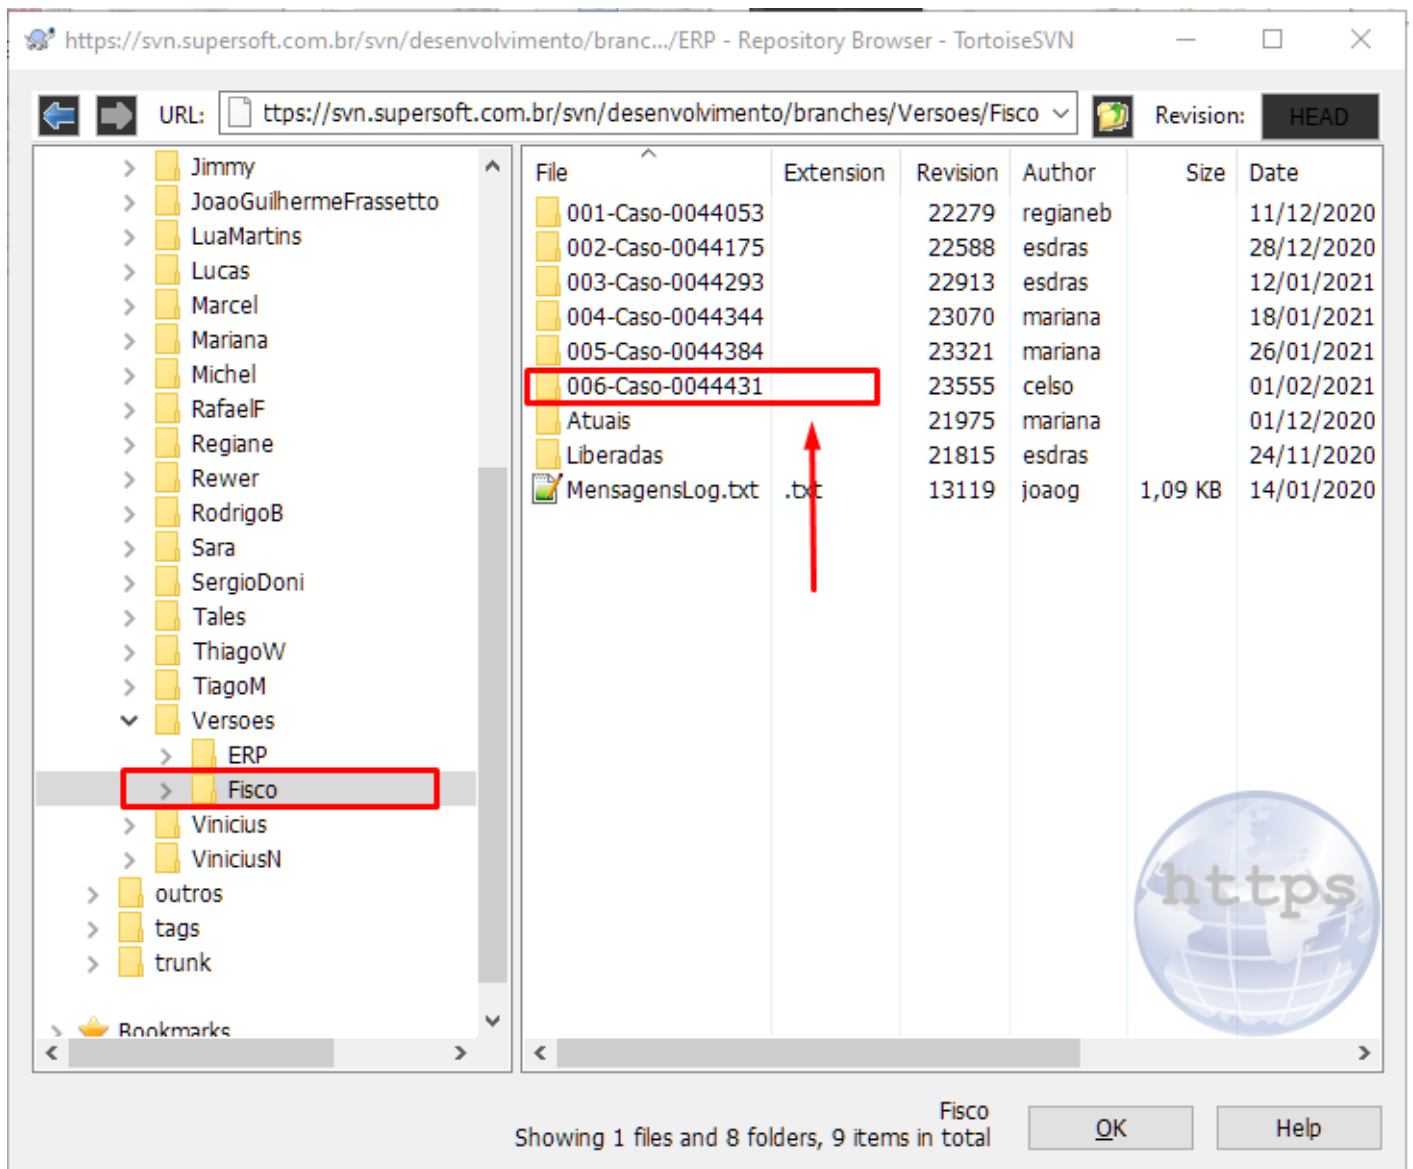 https://svn.supersoft.com.br/svn/desenvolvimento/branc.../ERP - Repository Browser - TortoiseSVN
URL: ttps://svn.supersoft.com.br/svn/desenvolvimento/branches/Versoes/Fisco Revision: HEAD
Jimmy
JoaoGuilhermeFrassetto
LuaMartins
Lucas
Marcel
Mariana
Michel
RafaelF
Regiane
Rewer
RodrigoB
Sara
SergioDoni
Tales
ThiagoW
TiagoM
Versoes
ERP
Fisco
Vinicius
ViniciusN
outros
tags
trunk
Bookmarks
File Extension Revision Author Size Date
001-Caso-0044053 22279 regianeb 11/12/2020
002-Caso-0044175 22588 esdras 28/12/2020
003-Caso-0044293 22913 esdras 12/01/2021
004-Caso-0044344 23070 mariana 18/01/2021
005-Caso-0044384 23321 mariana 26/01/2021
006-Caso-0044431 23555 celso 01/02/2021
Atuais 21975 mariana 01/12/2020
Liberadas 21815 esdras 24/11/2020
MensagensLog.txt .txt 13119 joaog 1,09 KB 14/01/2020
https
Fisco
Showing 1 files and 8 folders, 9 items in total
OK
Help